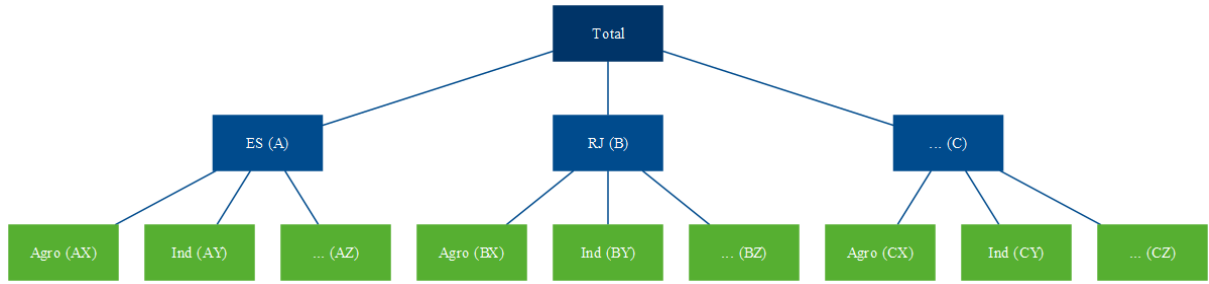 Total
ES (A)
RJ (B)
... (C)
Agro (AX)
Ind (AY)
... (AZ)
Agro (BX)
Ind (BY)
... (BZ)
Agro (CX)
Ind (CY)
... (CZ)